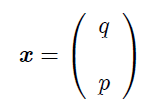 x = ( q
p )